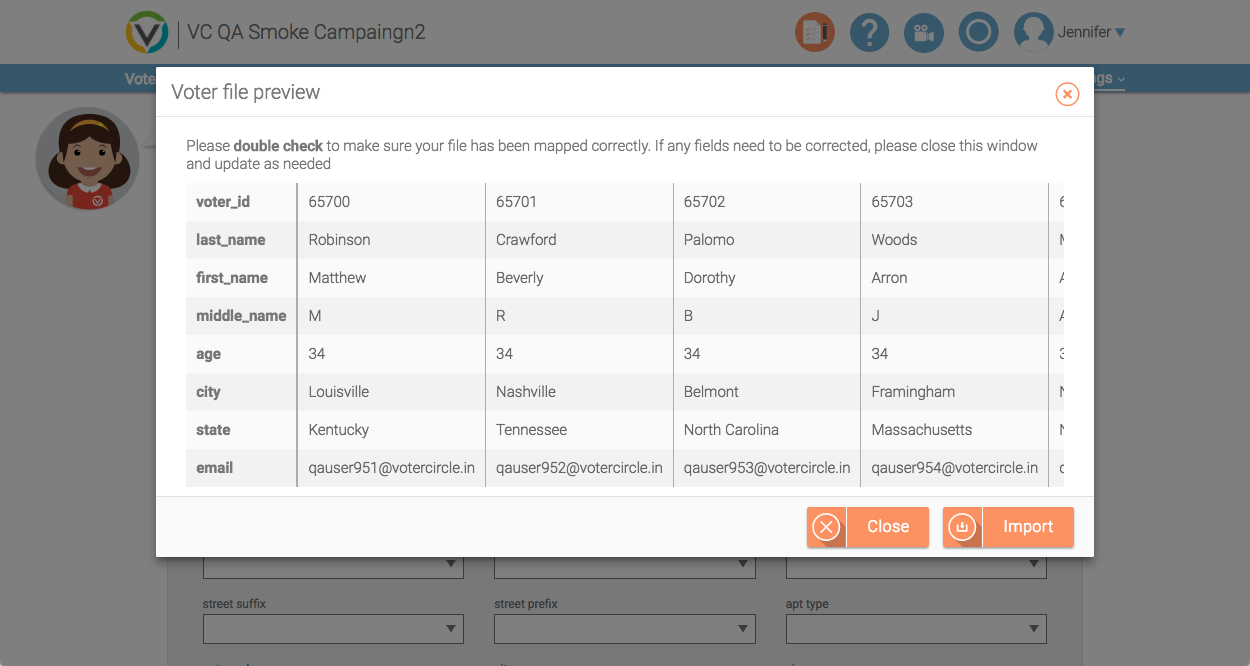 VC QA Smoke Campaingn2
Jennifer
Vote
gs
Voter file preview
Please double check to make sure your file has been mapped correctly. If any fields need to be corrected, please close this window
and update as needed
voter_id 65700 65701 65702 65703
last_name Robinson Crawford Palomo Woods
first_name Matthew Beverly Dorothy Arron
middle_name M R B J
age 34 34 34 34
city Louisville Nashville Belmont Framingham
state Kentucky Tennessee North Carolina Massachusetts
email qauser951@votercircle.in qauser952@votercircle.in qauser953@votercircle.in qauser954@votercircle.in
Close Import
street suffix street prefix apt type